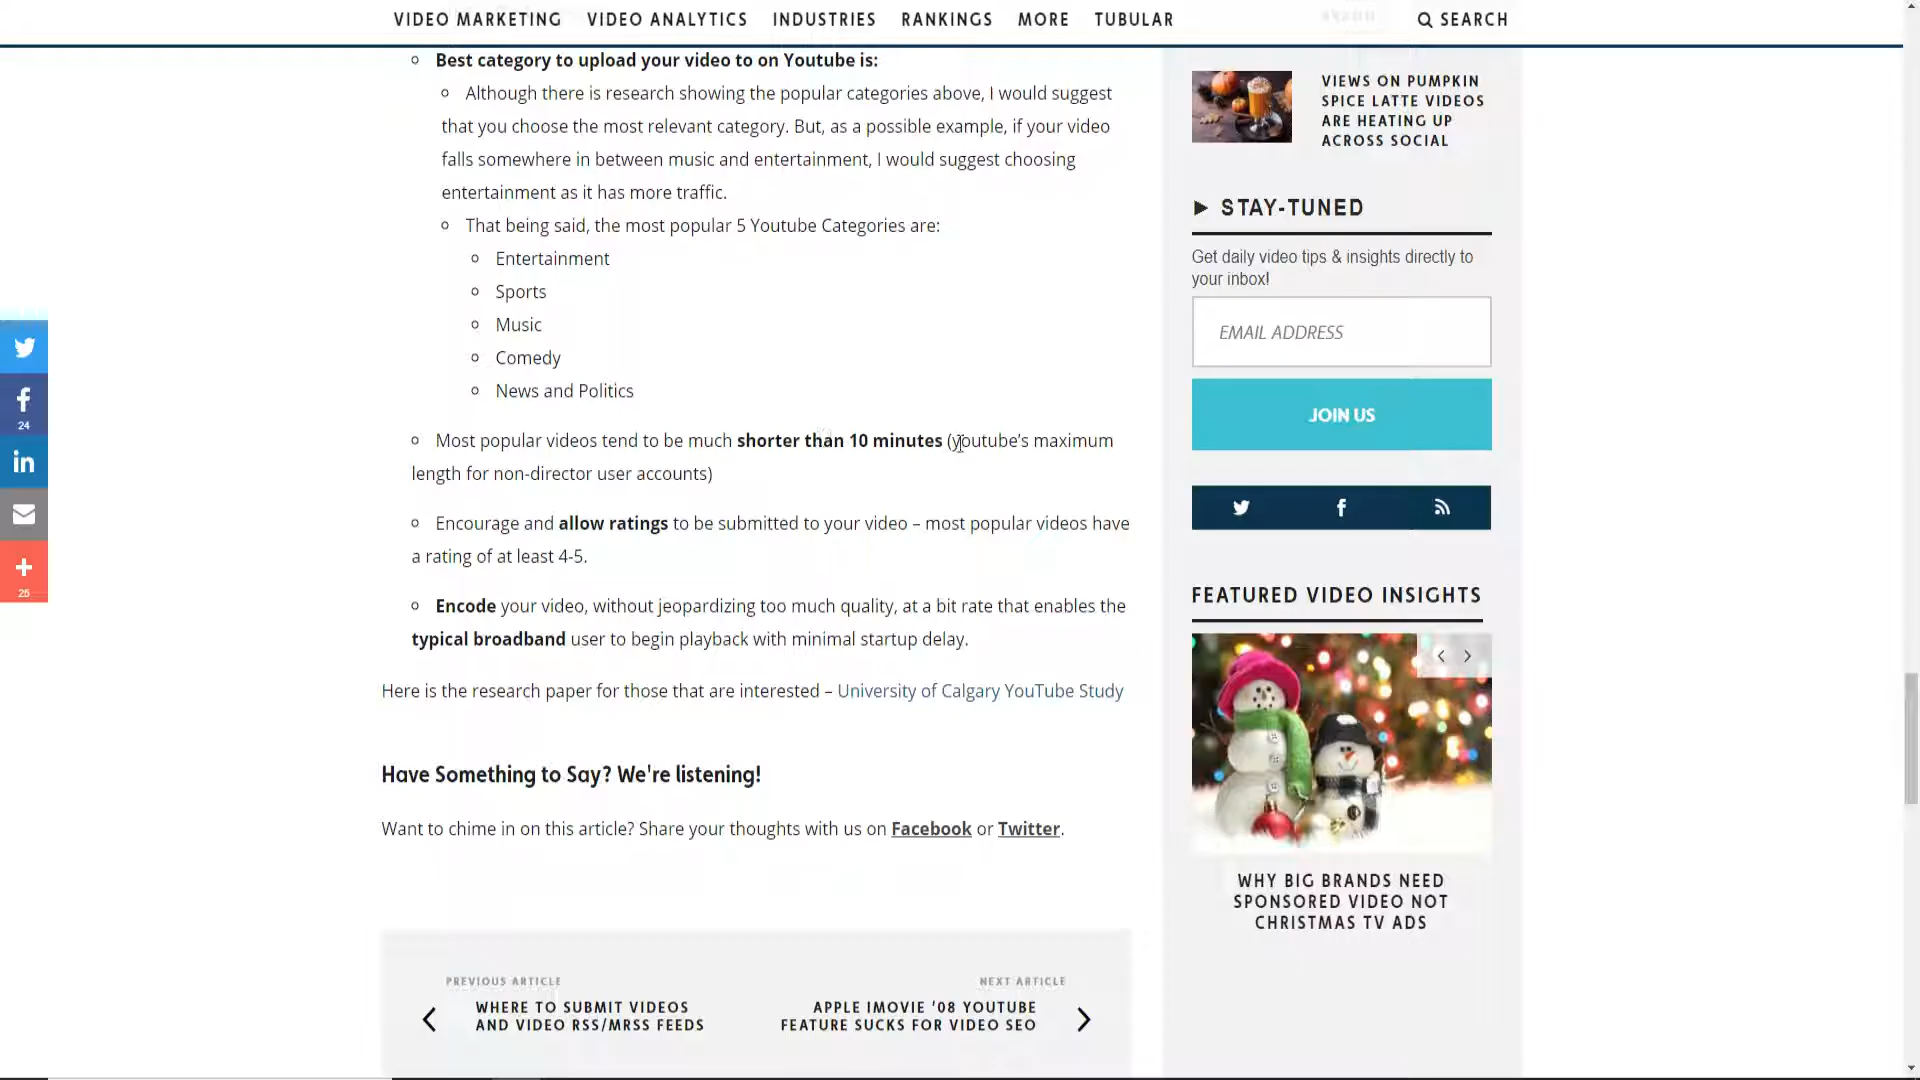 VIDEO MARKETING VIDEO ANALYTICS INDUSTRIES RANKINGS MORE TUBULAR SEARCH
Best category to upload your video to on Youtube is:
Although there is research showing the popular categories above, I would suggest
that you choose the most relevant category. But, as a possible example, if your video
falls somewhere in between music and entertainment, I would suggest choosing
entertainment as it has more traffic.
That being said, the most popular 5 Youtube Categories are:
Entertainment
Sports
Music
Comedy
News and Politics
Most popular videos tend to be much shorter than 10 minutes (youtube’s maximum
length for non-director user accounts)
Encourage and allow ratings to be submitted to your video – most popular videos have
a rating of at least 4-5.
Encode your video, without jeopardizing too much quality, at a bit rate that enables the
typical broadband user to begin playback with minimal startup delay.
Here is the research paper for those that are interested – University of Calgary YouTube Study
Have Something to Say? We're listening!
Want to chime in on this article? Share your thoughts with us on Facebook or Twitter.
PREVIOUS ARTICLE
WHERE TO SUBMIT VIDEOS
AND VIDEO RSS/MRSS FEEDS
NEXT ARTICLE
APPLE IMOVIE '08 YOUTUBE
FEATURE SUCKS FOR VIDEO SEO
24
25
VIEWS ON PUMPKIN
SPICE LATTE VIDEOS
ARE HEATING UP
ACROSS SOCIAL
STAY-TUNED
Get daily video tips & insights directly to
your inbox!
EMAIL ADDRESS
JOIN US
FEATURED VIDEO INSIGHTS
WHY BIG BRANDS NEED
SPONSORED VIDEO NOT
CHRISTMAS TV ADS